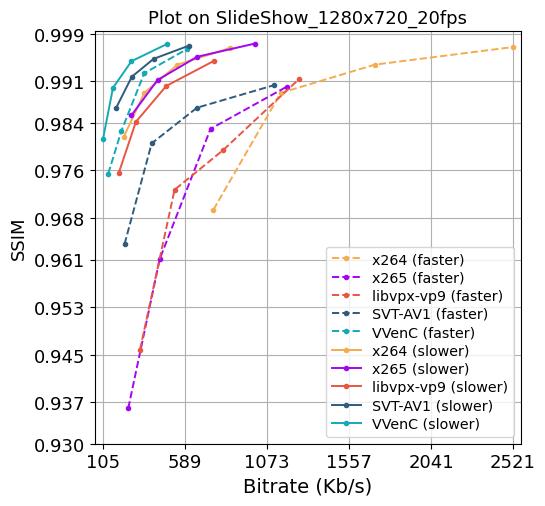 Plot on SlideShow_1280x720_20fps
SSIM
0.999
0.991
0.984
0.976
0.968
0.961
0.953
0.945
0.937
0.930
x264 (faster)
x265 (faster)
libvpx-vp9 (faster)
SVT-AV1 (faster)
VVenC (faster)
x264 (slower)
x265 (slower)
libvpx-vp9 (slower)
SVT-AV1 (slower)
VVenC (slower)
105 589 1073 1557 2041 2521
Bitrate (Kb/s)